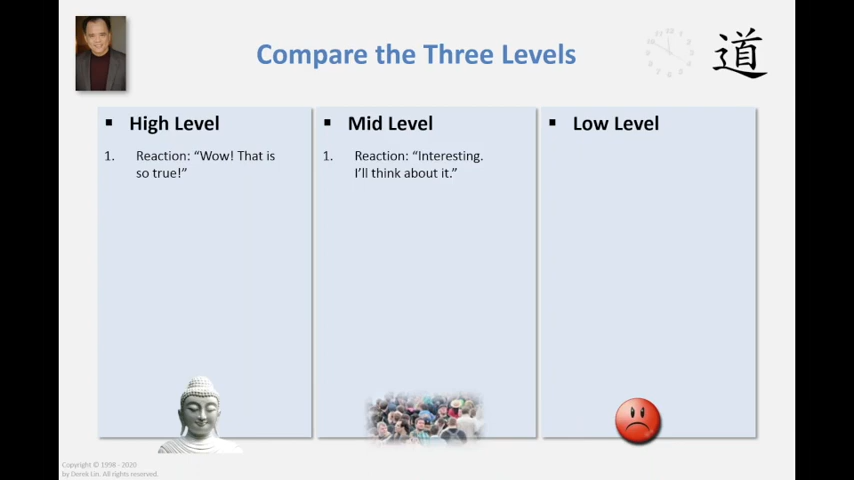 Compare the Three Levels
道
▪ High Level
1. Reaction: “Wow! That is
so true!”
▪ Mid Level
1. Reaction: “Interesting.
I’ll think about it.”
▪ Low Level
Copyright © 1998 - 2020
by Derek Lin. All rights reserved.